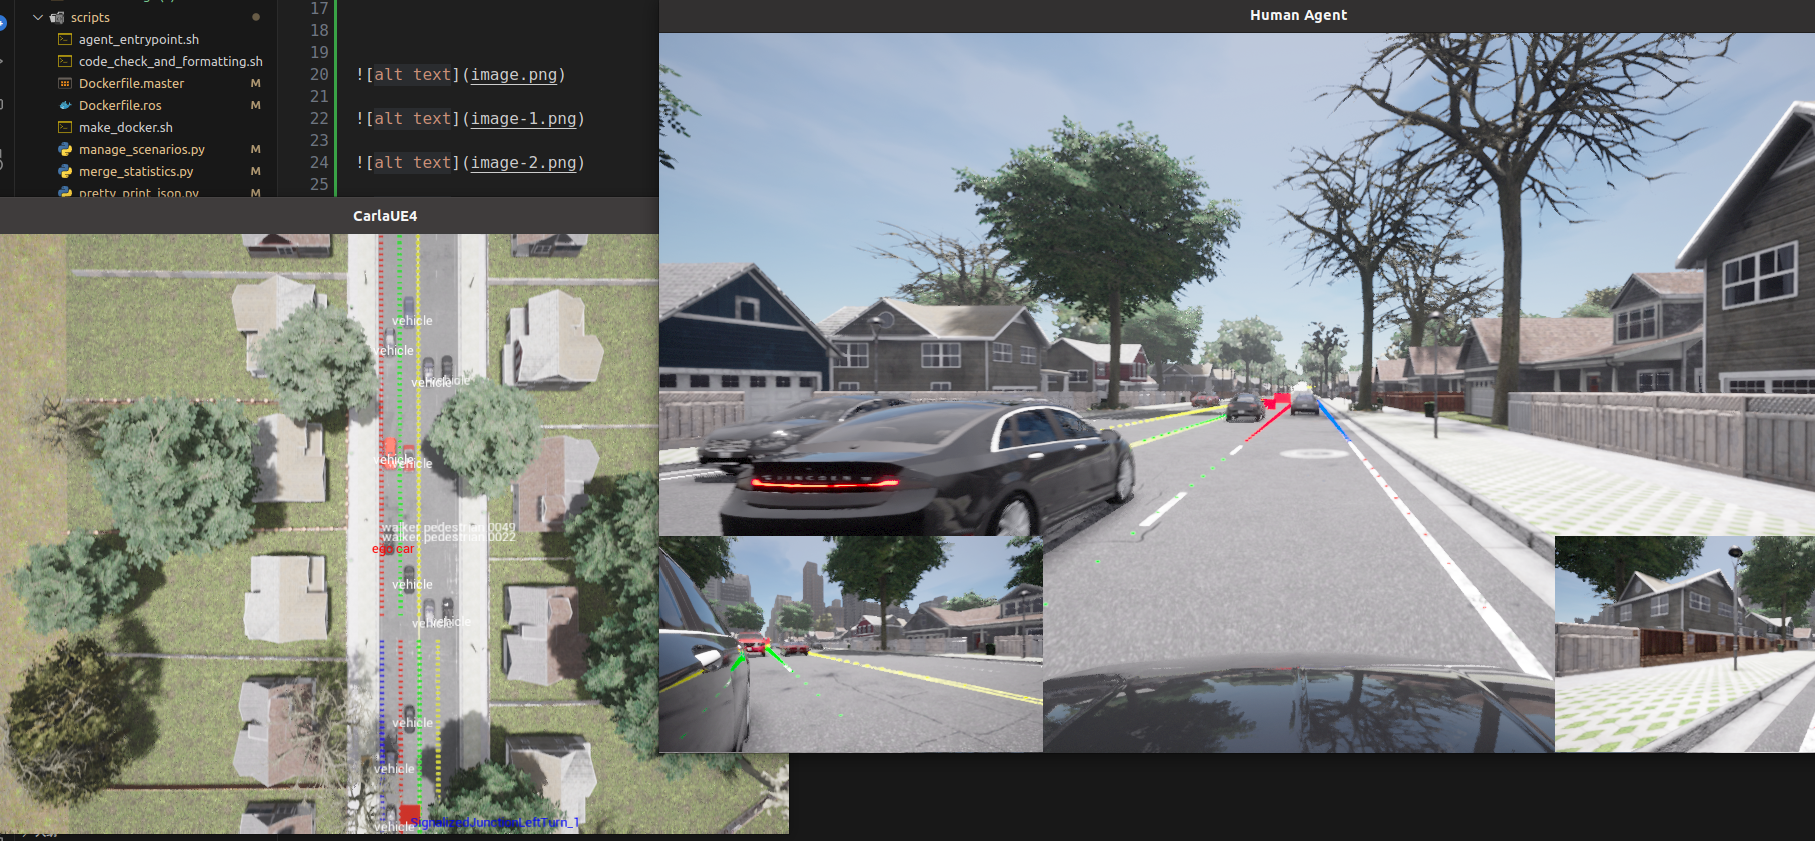 scripts
agent_entrypoint.sh
code_check_and_formatting.sh
Dockerfile.master M
Dockerfile.ros M
make_docker.sh
manage_scenarios.py M
merge_statistics.py M
pretty_print_json.py M
17
18
19
20 ![alt text](image.png)
21
22 ![alt text](image-1.png)
23
24 ![alt text](image-2.png)
25
Human Agent
CarlaUE4
vehicle
vehicle
vehicle
vehicle
vehicle
vehicle
walker pedestrian 0049
walker pedestrian 0022
ego car
vehicle
vehicle
vehicle
vehicle
vehicle
SignalizedJunctionLeftTurn_1
vehicle
LINCOLN